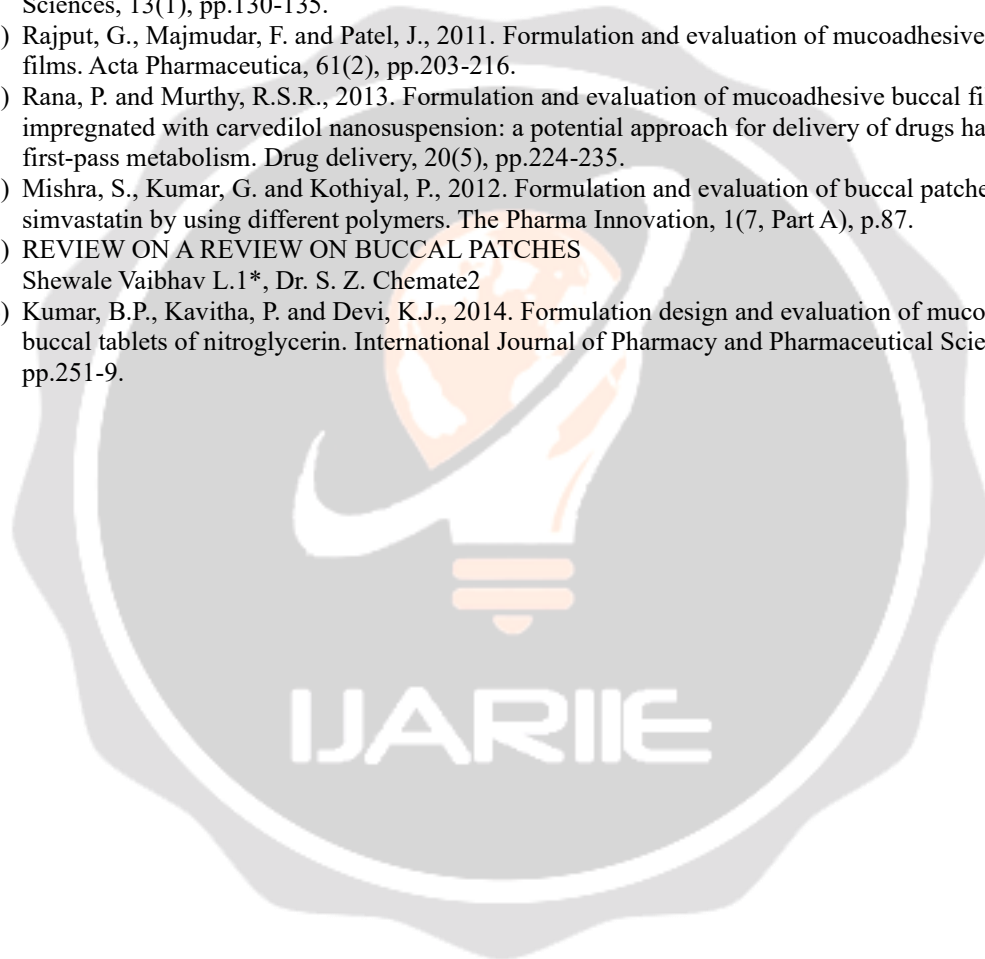 Sciences, 13(1), pp.130-135.
) Rajput, G., Majmudar, F. and Patel, J., 2011. Formulation and evaluation of mucoadhesive
films. Acta Pharmaceutica, 61(2), pp.203-216.
) Rana, P. and Murthy, R.S.R., 2013. Formulation and evaluation of mucoadhesive buccal fi
impregnated with carvedilol nanosuspension: a potential approach for delivery of drugs ha
first-pass metabolism. Drug delivery, 20(5), pp.224-235.
) Mishra, S., Kumar, G. and Kothiyal, P., 2012. Formulation and evaluation of buccal patche
simvastatin by using different polymers. The Pharma Innovation, 1(7, Part A), p.87.
) REVIEW ON A REVIEW ON BUCCAL PATCHES
Shewale Vaibhav L.1*, Dr. S. Z. Chemate2
) Kumar, B.P., Kavitha, P. and Devi, K.J., 2014. Formulation design and evaluation of muco
buccal tablets of nitroglycerin. International Journal of Pharmacy and Pharmaceutical Scie
pp.251-9.
IJARIIE